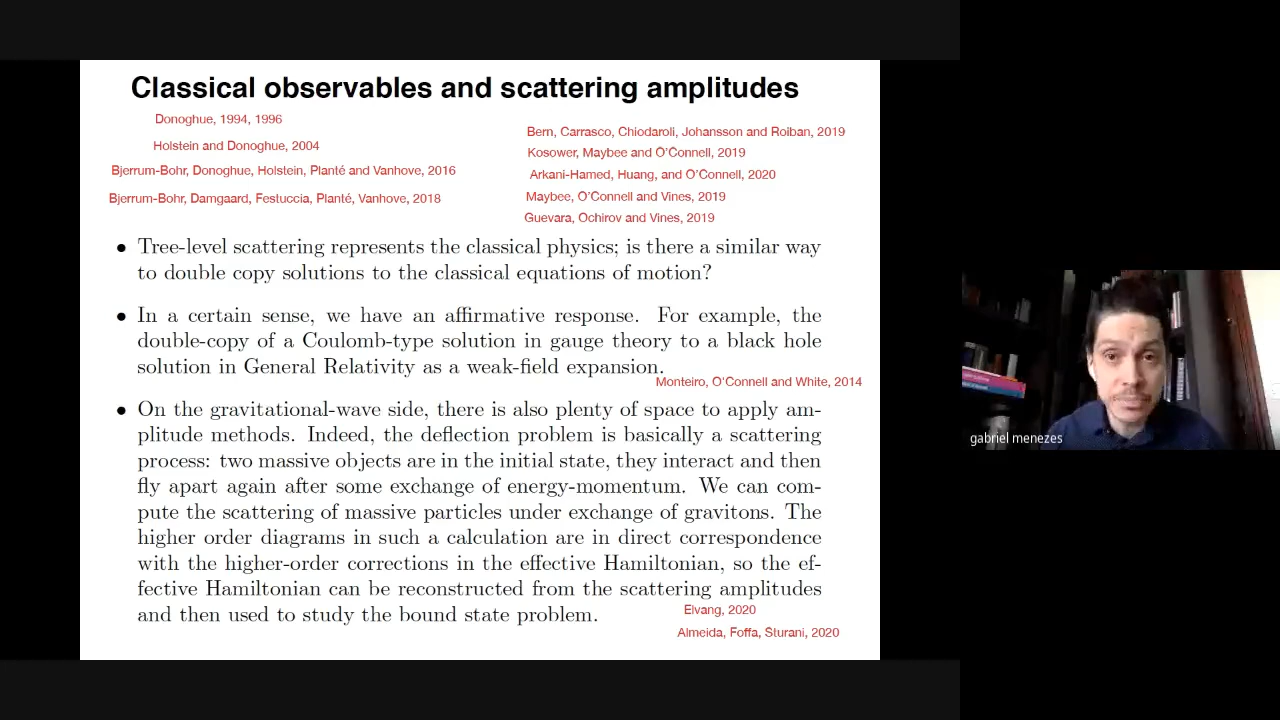 Classical observables and scattering amplitudes
Donoghue, 1994, 1996
Holstein and Donoghue, 2004
Bjerrum-Bohr, Donoghue, Holstein, Planté and Vanhove, 2016
Bjerrum-Bohr, Damgaard, Festuccia, Planté, Vanhove, 2018
Bern, Carrasco, Chiodaroli, Johansson and Roiban, 2019
Kosower, Maybee and O'Connell, 2019
Arkani-Hamed, Huang, and O'Connell, 2020
Maybee, O'Connell and Vines, 2019
Guevara, Ochirov and Vines, 2019
• Tree-level scattering represents the classical physics; is there a similar way
to double copy solutions to the classical equations of motion?
• In a certain sense, we have an affirmative response. For example, the
double-copy of a Coulomb-type solution in gauge theory to a black hole
solution in General Relativity as a weak-field expansion.
Monteiro, O'Connell and White, 2014
• On the gravitational-wave side, there is also plenty of space to apply am-
plitude methods. Indeed, the deflection problem is basically a scattering
process: two massive objects are in the initial state, they interact and then
fly apart again after some exchange of energy-momentum. We can com-
pute the scattering of massive particles under exchange of gravitons. The
higher order diagrams in such a calculation are in direct correspondence
with the higher-order corrections in the effective Hamiltonian, so the ef-
fective Hamiltonian can be reconstructed from the scattering amplitudes
and then used to study the bound state problem.
Elvang, 2020
Almeida, Foffa, Sturani, 2020
gabriel menezes